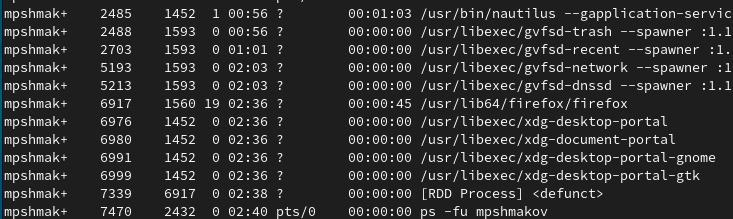 mpshmak+ 2485 1452 1 00:56 ? 00:01:03 /usr/bin/nautilus --gapplication-servic
mpshmak+ 2488 1593 0 00:56 ? 00:00:00 /usr/libexec/gvfsd-trash --spawner :1.1
mpshmak+ 2703 1593 0 01:01 ? 00:00:00 /usr/libexec/gvfsd-recent --spawner :1.
mpshmak+ 5193 1593 0 02:03 ? 00:00:00 /usr/libexec/gvfsd-network --spawner :1
mpshmak+ 5213 1593 0 02:03 ? 00:00:00 /usr/libexec/gvfsd-dnssd --spawner :1.1
mpshmak+ 6917 1560 19 02:36 ? 00:00:45 /usr/lib64/firefox/firefox
mpshmak+ 6976 1452 0 02:36 ? 00:00:00 /usr/libexec/xdg-desktop-portal
mpshmak+ 6980 1452 0 02:36 ? 00:00:00 /usr/libexec/xdg-document-portal
mpshmak+ 6991 1452 0 02:36 ? 00:00:00 /usr/libexec/xdg-desktop-portal-gnome
mpshmak+ 6999 1452 0 02:36 ? 00:00:00 /usr/libexec/xdg-desktop-portal-gtk
mpshmak+ 7339 6917 0 02:38 ? 00:00:00 [RDD Process] <defunct>
mpshmak+ 7470 2432 0 02:40 pts/0 00:00:00 ps -fu mpshmakov